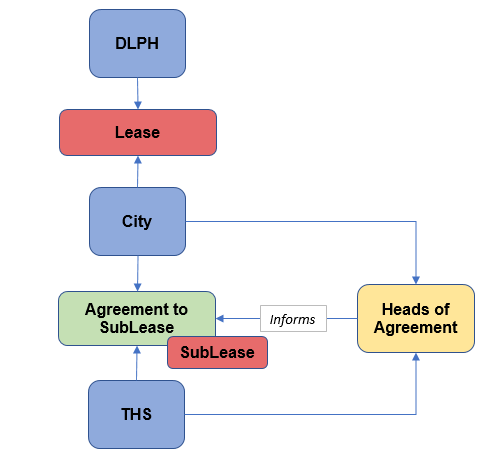 DLPH
Lease
City
Agreement to
SubLease
Informs
Heads of
Agreement
SubLease
THS